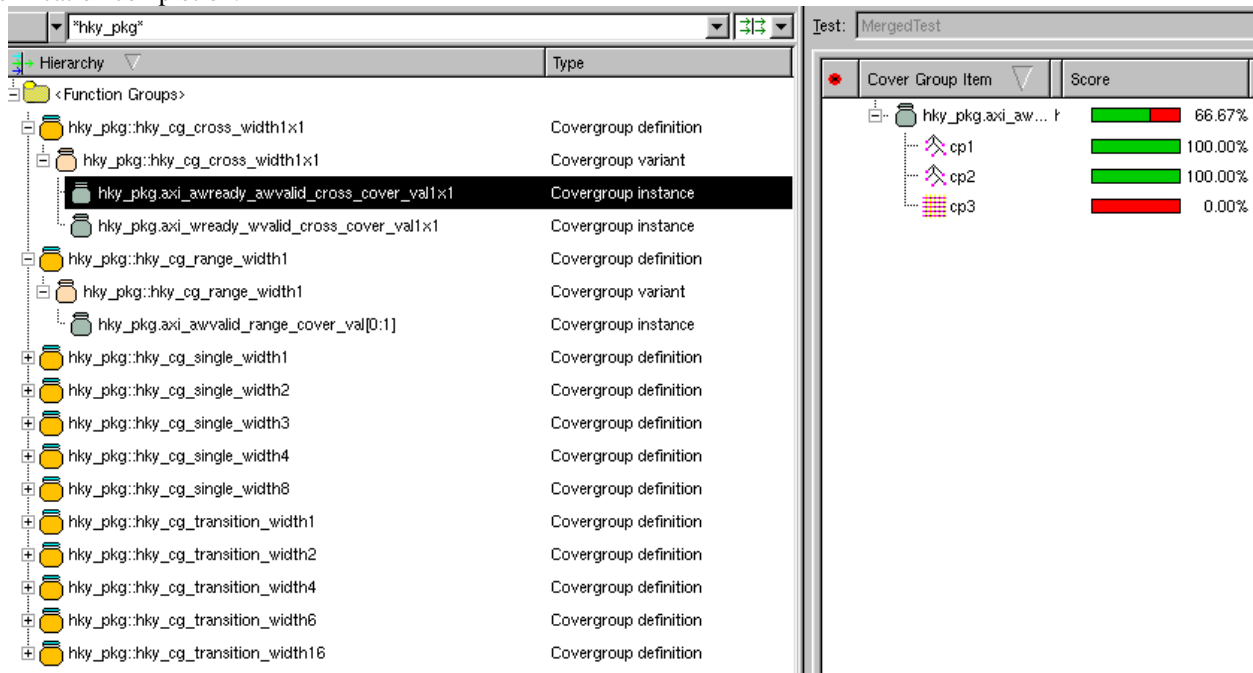 *hky_pkg*
Hierarchy Type
<Function Groups>
hky_pkg::hky_cg_cross_width1x1 Covergroup definition
hky_pkg::hky_cg_cross_width1x1 Covergroup variant
hky_pkg.axi_awready_awvalid_cross_cover_val1x1 Covergroup instance
hky_pkg.axi_wready_wvalid_cross_cover_val1x1 Covergroup instance
hky_pkg::hky_cg_range_width1 Covergroup definition
hky_pkg::hky_cg_range_width1 Covergroup variant
hky_pkg.axi_awvalid_range_cover_val[0:1] Covergroup instance
hky_pkg::hky_cg_single_width1 Covergroup definition
hky_pkg::hky_cg_single_width2 Covergroup definition
hky_pkg::hky_cg_single_width3 Covergroup definition
hky_pkg::hky_cg_single_width4 Covergroup definition
hky_pkg::hky_cg_single_width8 Covergroup definition
hky_pkg::hky_cg_transition_width1 Covergroup definition
hky_pkg::hky_cg_transition_width2 Covergroup definition
hky_pkg::hky_cg_transition_width4 Covergroup definition
hky_pkg::hky_cg_transition_width6 Covergroup definition
hky_pkg::hky_cg_transition_width16 Covergroup definition
Test: MergedTest
Cover Group Item Score
hky_pkg.axi_aw... 66.67%
cp1 100.00%
cp2 100.00%
cp3 0.00%